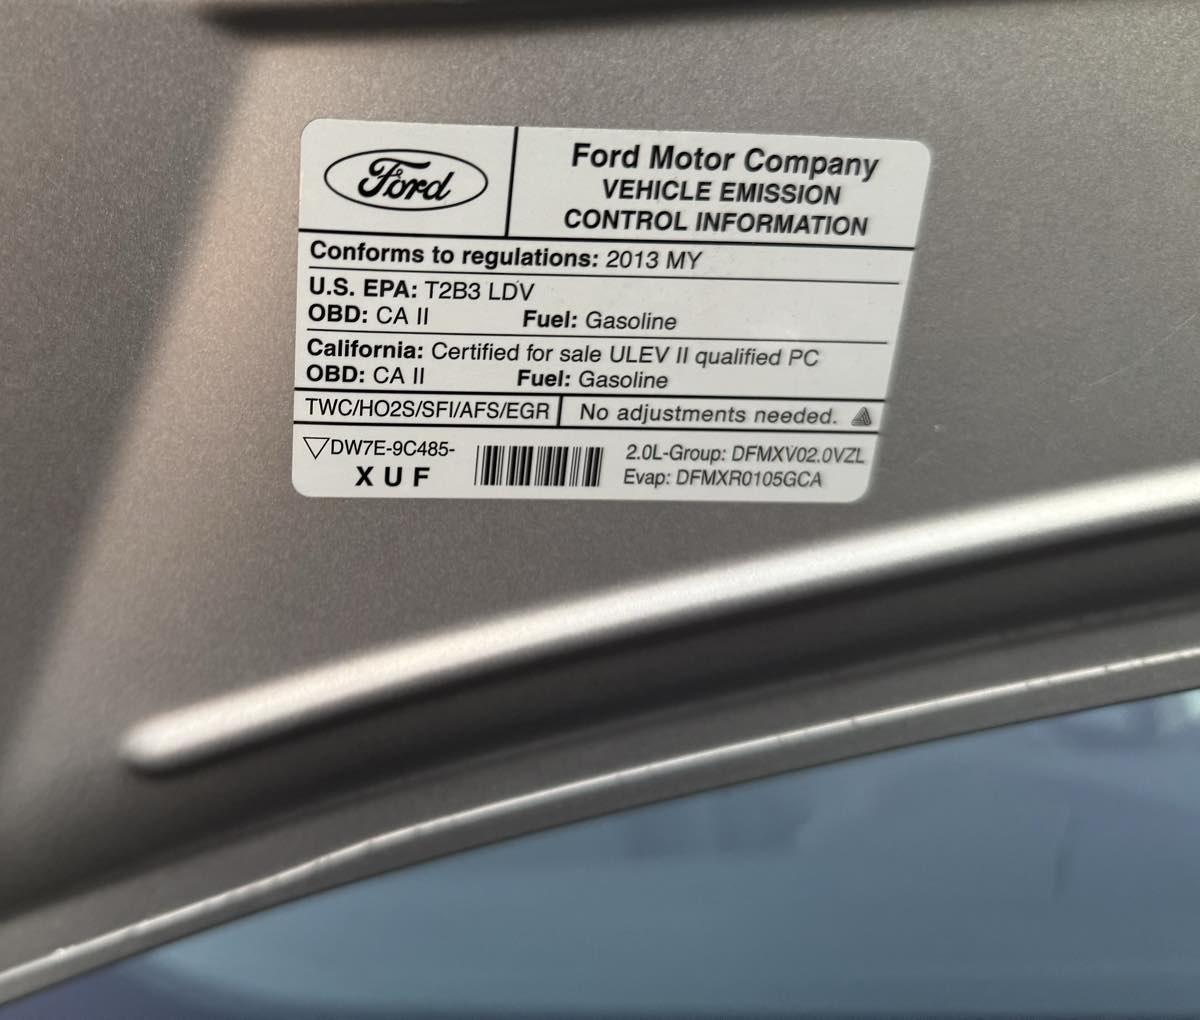 Ford
Ford Motor Company
VEHICLE EMISSION
CONTROL INFORMATION
Conforms to regulations: 2013 MY
U.S. EPA: T2B3 LDV
OBD: CA II Fuel: Gasoline
California: Certified for sale ULEV II qualified PC
OBD: CA II Fuel: Gasoline
TWC/HO2S/SFI/AFS/EGR No adjustments needed.
DW7E-9C485-
X U F
2.0L-Group: DFMXV02.0VZL
Evap: DFMXR0105GCA